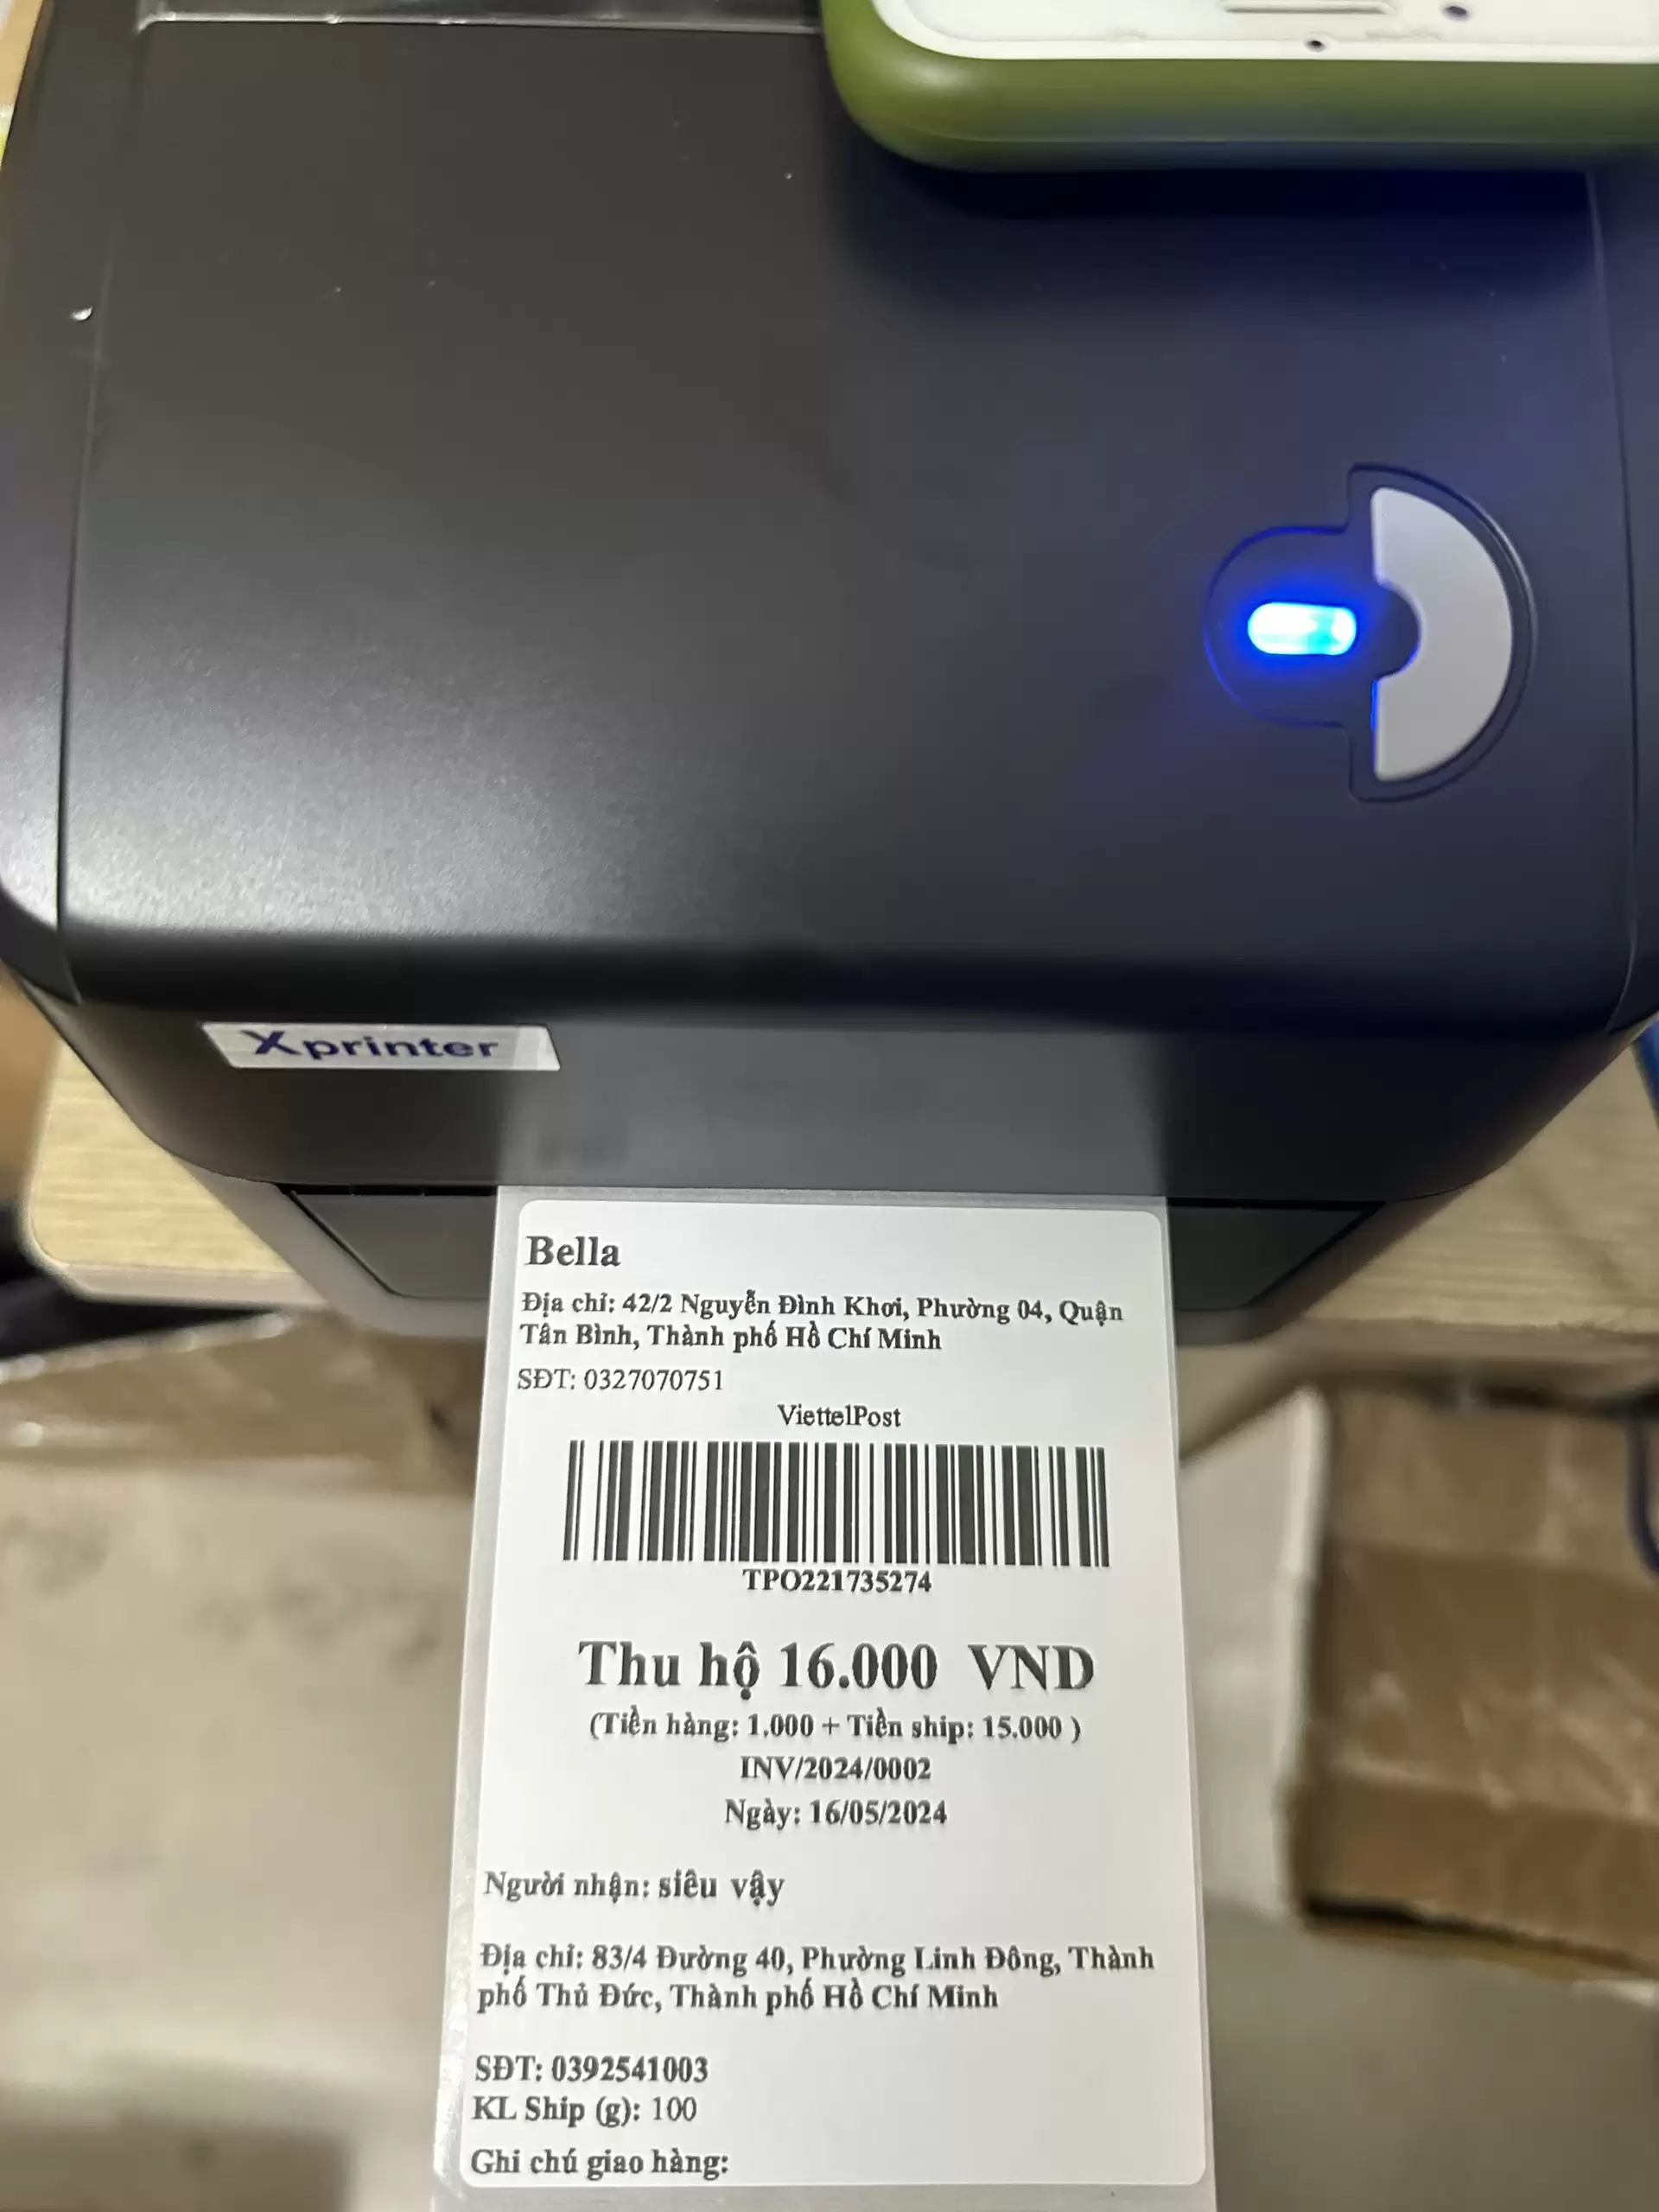 Xprinter
Bella
Địa chỉ: 42/2 Nguyễn Đình Khơi, Phường 04, Quận
Tân Bình, Thành phố Hồ Chí Minh
SĐT: 0327070751
ViettelPost
TPO221735274
Thu hộ 16.000 VND
(Tiền hàng: 1.000 + Tiền ship: 15.000 )
INV/2024/0002
Ngày: 16/05/2024
Người nhận: siêu vậy
Địa chỉ: 83/4 Đường 40, Phường Linh Đông, Thành
phố Thủ Đức, Thành phố Hồ Chí Minh
SĐT: 0392541003
KL Ship (g): 100
Ghi chú giao hàng: